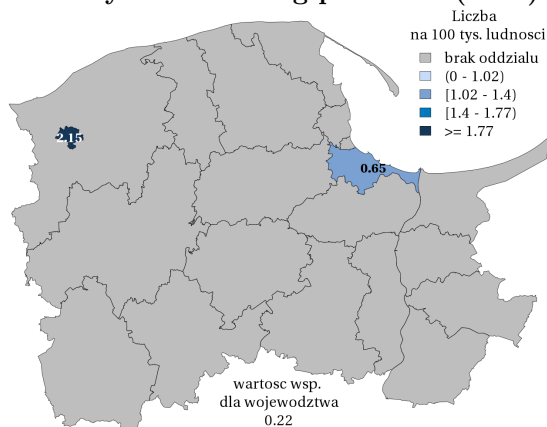 Liczba
na 100 tys. ludnosci
brak oddzialu
(0 - 1.02)
[1.02 - 1.4)
[1.4 - 1.77)
>= 1.77
2.15
0.65
wartosc wsp.
dla wojewodztwa
0.22